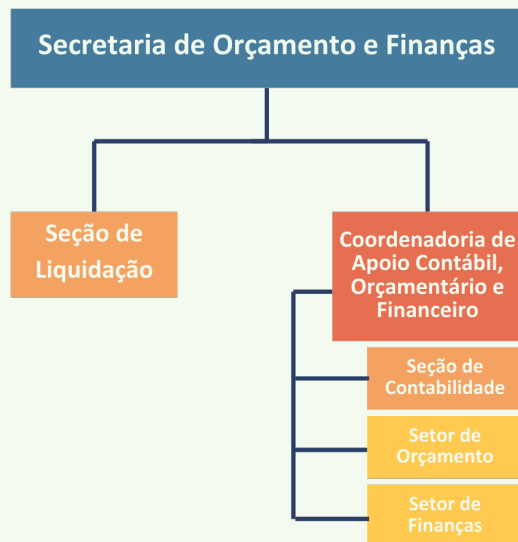 Secretaria de Orçamento e Finanças
Seção de
Liquidação
Coordenadoria de
Apoio Contábil,
Orçamentário e
Financeiro
Seção de
Contabilidade
Setor de
Orçamento
Setor de
Finanças